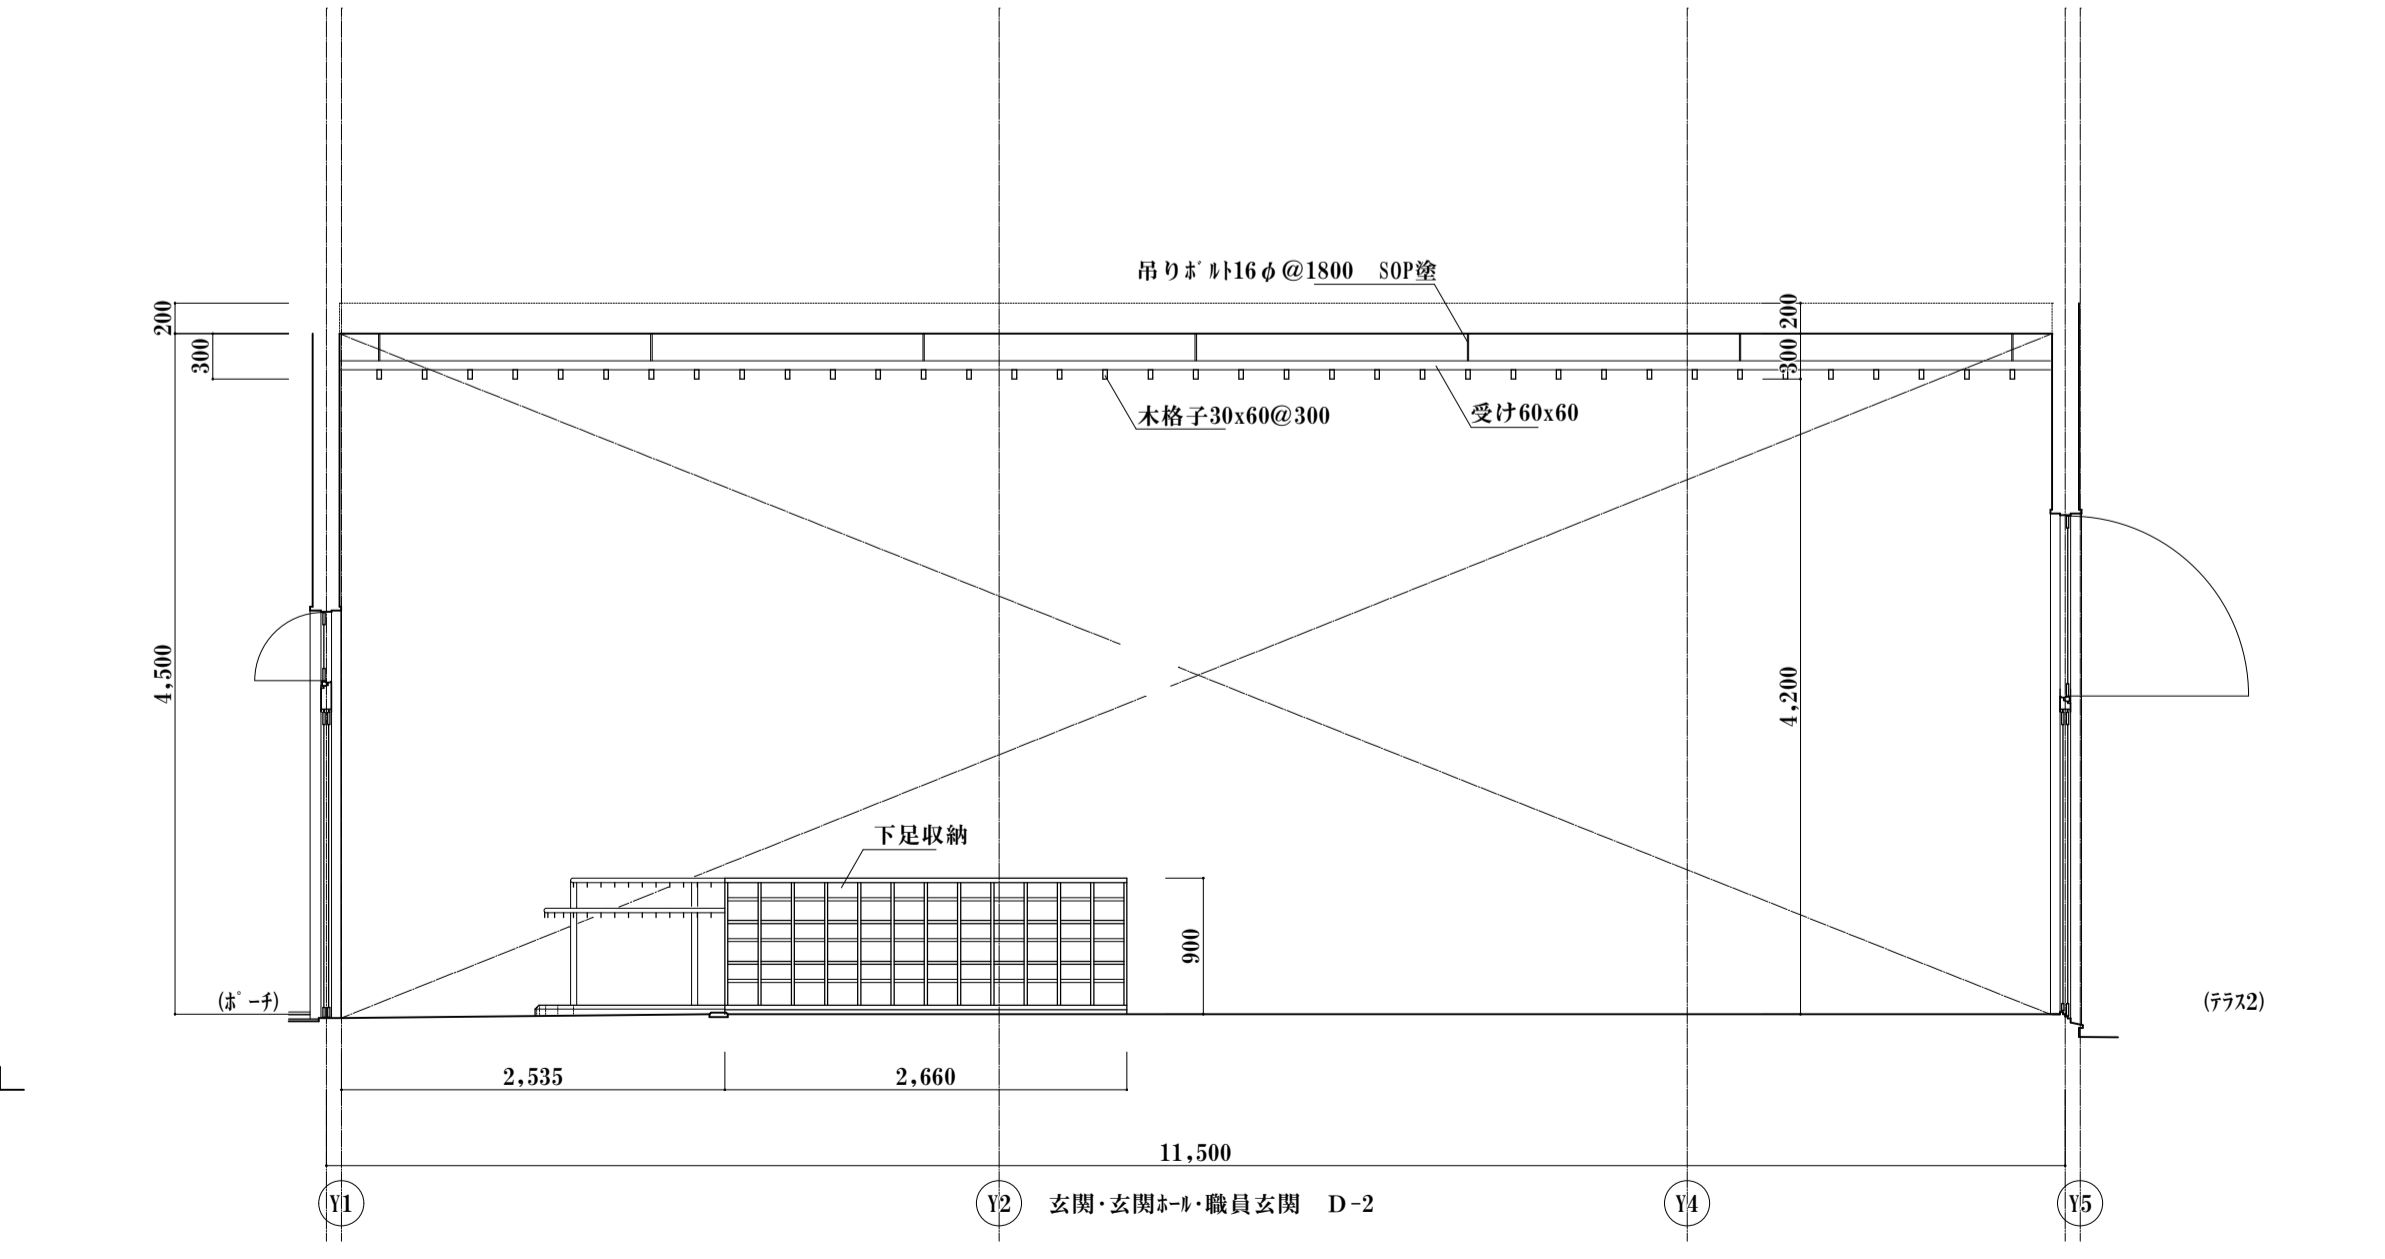 吊りﾎﾞﾙﾄ16φ@1800　SOP塗
200
300
200
300
木格子30x60@300
受け60x60
4,500
4,200
下足収納
900
(ﾎﾟｰﾁ)
(ﾃﾗｽ2)
2,535
2,660
11,500
Y1
Y2
玄関・玄関ﾎｰﾙ・職員玄関　D-2
Y4
Y5